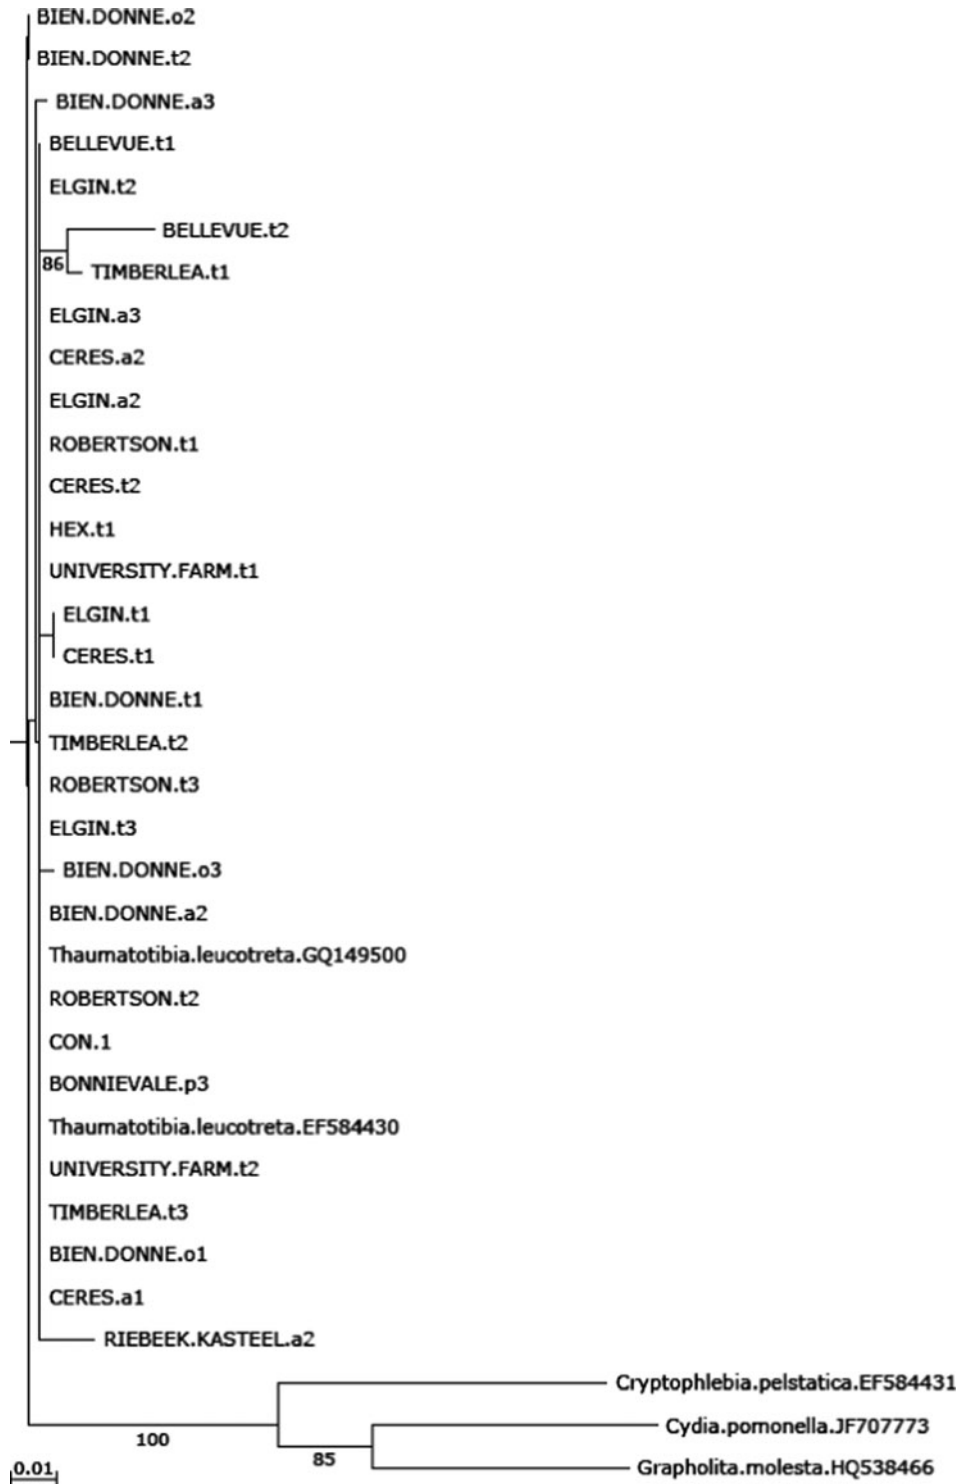 BIEN.DONNE.o2
BIEN.DONNE.t2
BIEN.DONNE.a3
BELLEVUE.t1
ELGIN.t2
BELLEVUE.t2
86
TIMBERLEA.t1
ELGIN.a3
CERES.a2
ELGIN.a2
ROBERTSON.t1
CERES.t2
HEX.t1
UNIVERSITY.FARM.t1
ELGIN.t1
CERES.t1
BIEN.DONNE.t1
TIMBERLEA.t2
ROBERTSON.t3
ELGIN.t3
BIEN.DONNE.o3
BIEN.DONNE.a2
Thaumatotibia.leucotreta.GQ149500
ROBERTSON.t2
CON.1
BONNIEVALE.p3
Thaumatotibia.leucotreta.EF584430
UNIVERSITY.FARM.t2
TIMBERLEA.t3
BIEN.DONNE.o1
CERES.a1
RIEBEEK.KASTEEL.a2
Cryptophlebia.pelstatica.EF584431
Cydia.pomonella.JF707773
100
85
Grapholita.molesta.HQ538466
0.01